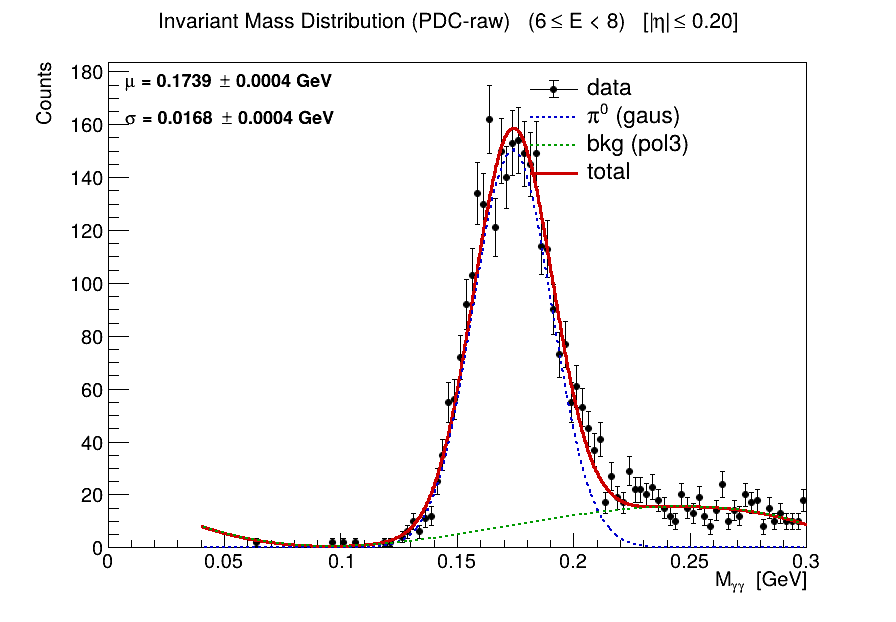 Invariant Mass Distribution (PDC-raw) (6 ≤ E < 8) [|η| ≤ 0.20]
Counts
μ = 0.1739 ± 0.0004 GeV
σ = 0.0168 ± 0.0004 GeV
data
π⁰ (gaus)
bkg (pol3)
total
180
160
140
120
100
80
60
40
20
0
0 0.05 0.1 0.15 0.2 0.25 0.3
Mγγ [GeV]